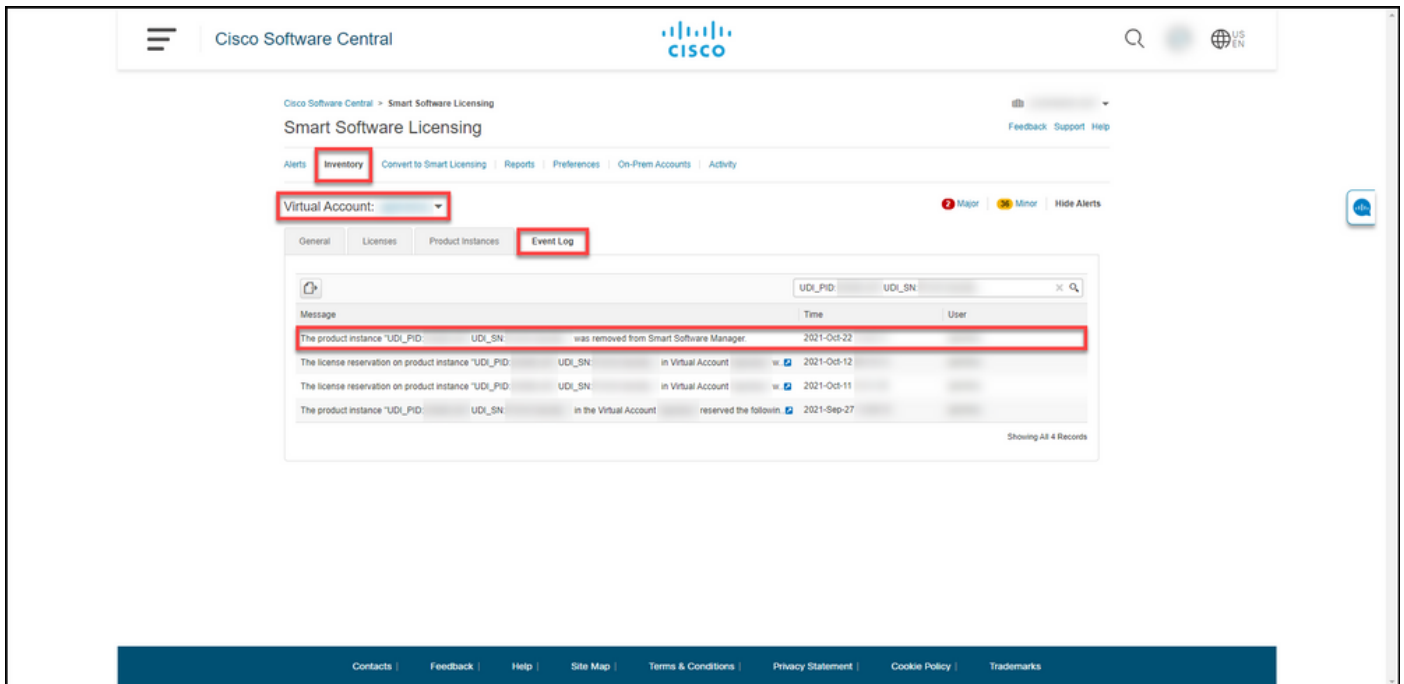 Cisco Software Central
CISCO
US
EN
Cisco Software Central > Smart Software Licensing
Smart Software Licensing
Feedback Support Help
Alerts Inventory Convert to Smart Licensing Reports Preferences On-Prem Accounts Activity
Virtual Account:
2 Major 36 Minor Hide Alerts
General Licenses Product Instances Event Log
UDI_PID: UDI_SN:
Message Time User
The product instance "UDI_PID: UDI_SN: was removed from Smart Software Manager. 2021-Oct-22
The license reservation on product instance "UDI_PID: UDI_SN: in Virtual Account w.. 2021-Oct-12
The license reservation on product instance "UDI_PID: UDI_SN: in Virtual Account w.. 2021-Oct-11
The product instance "UDI_PID: UDI_SN: in the Virtual Account reserved the followin.. 2021-Sep-27
Showing All 4 Records
Contacts | Feedback | Help | Site Map | Terms & Conditions | Privacy Statement | Cookie Policy | Trademarks